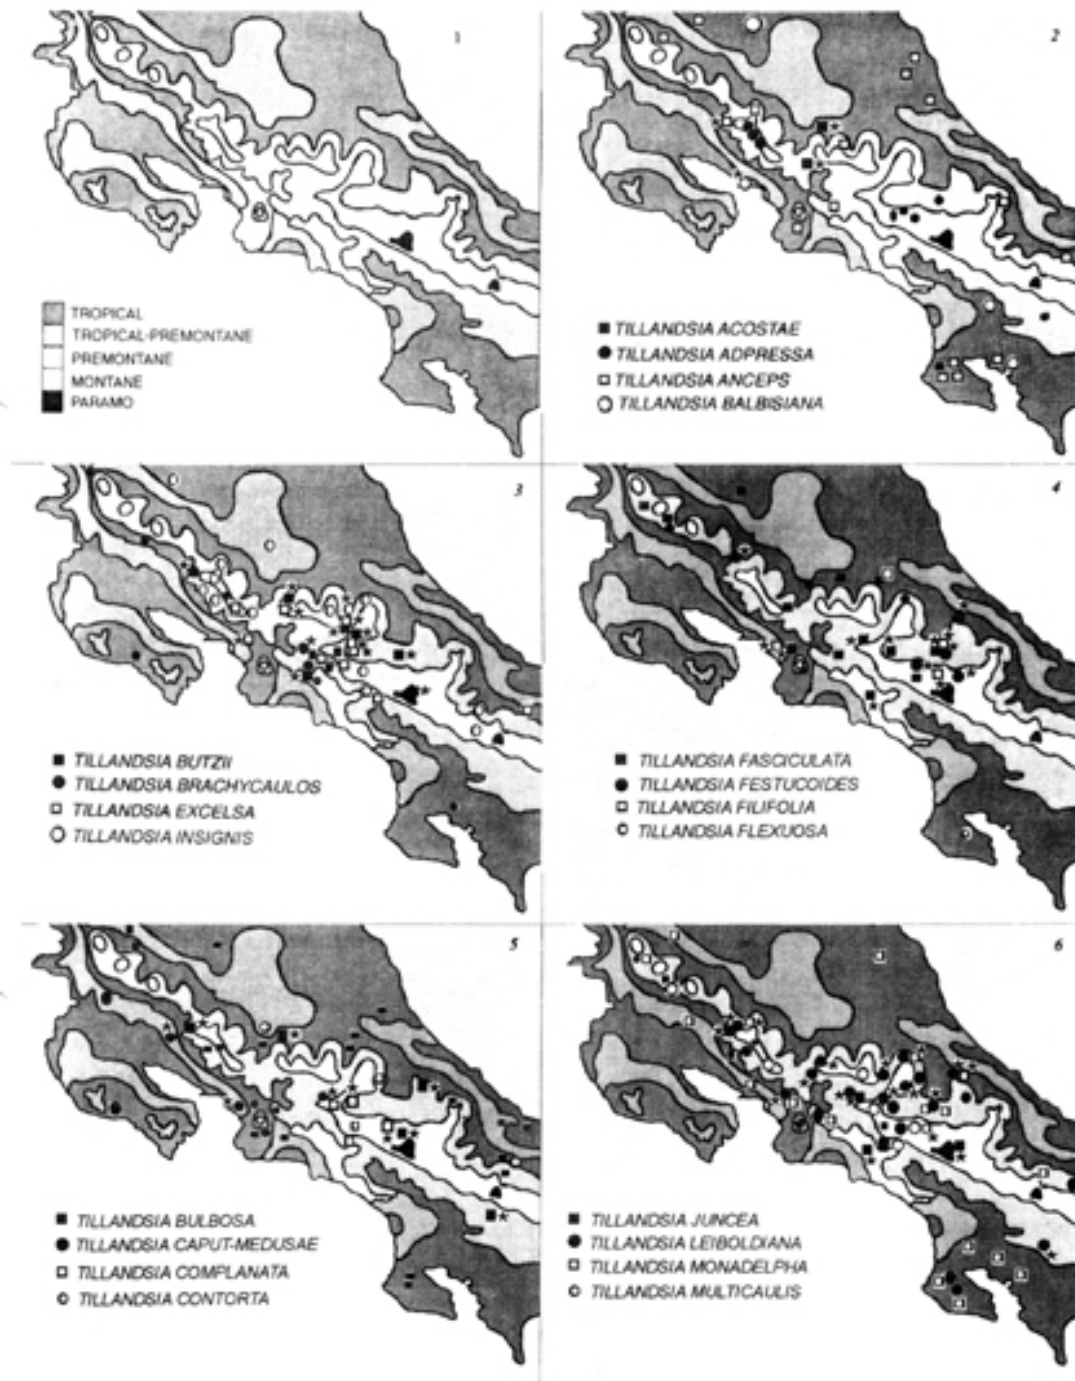 1
TROPICAL
TROPICAL-PREMONTANE
PREMONTANE
MONTANE
PARAMO
2
TILLANDSIA ACOSTAE
TILLANDSIA ADPRESSA
TILLANDSIA ANCEPS
TILLANDSIA BALBISIANA
3
TILLANDSIA BUTZII
TILLANDSIA BRACHYCAULOS
TILLANDSIA EXCELSA
TILLANDSIA INSIGNIS
4
TILLANDSIA FASCICULATA
TILLANDSIA FESTUCOIDES
TILLANDSIA FILIFOLIA
TILLANDSIA FLEXUOSA
5
TILLANDSIA BULBOSA
TILLANDSIA CAPUT-MEDUSAE
TILLANDSIA COMPLANATA
TILLANDSIA CONTORTA
6
TILLANDSIA JUNCEA
TILLANDSIA LEIBOLDIANA
TILLANDSIA MONADELPHA
TILLANDSIA MULTICAULIS